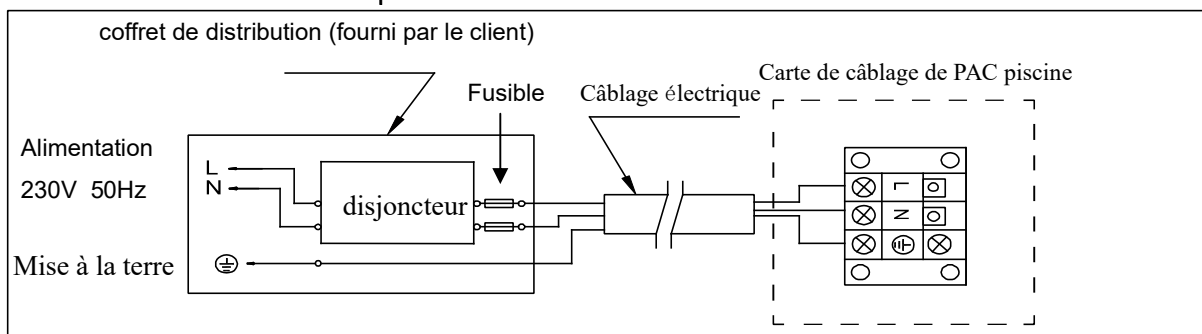 coffret de distribution (fourni par le client)
Carte de câblage de PAC piscine
Fusible
Câblage électrique
Alimentation
230V 50Hz
L
N
disjoncteur
Mise à la terre
L
N